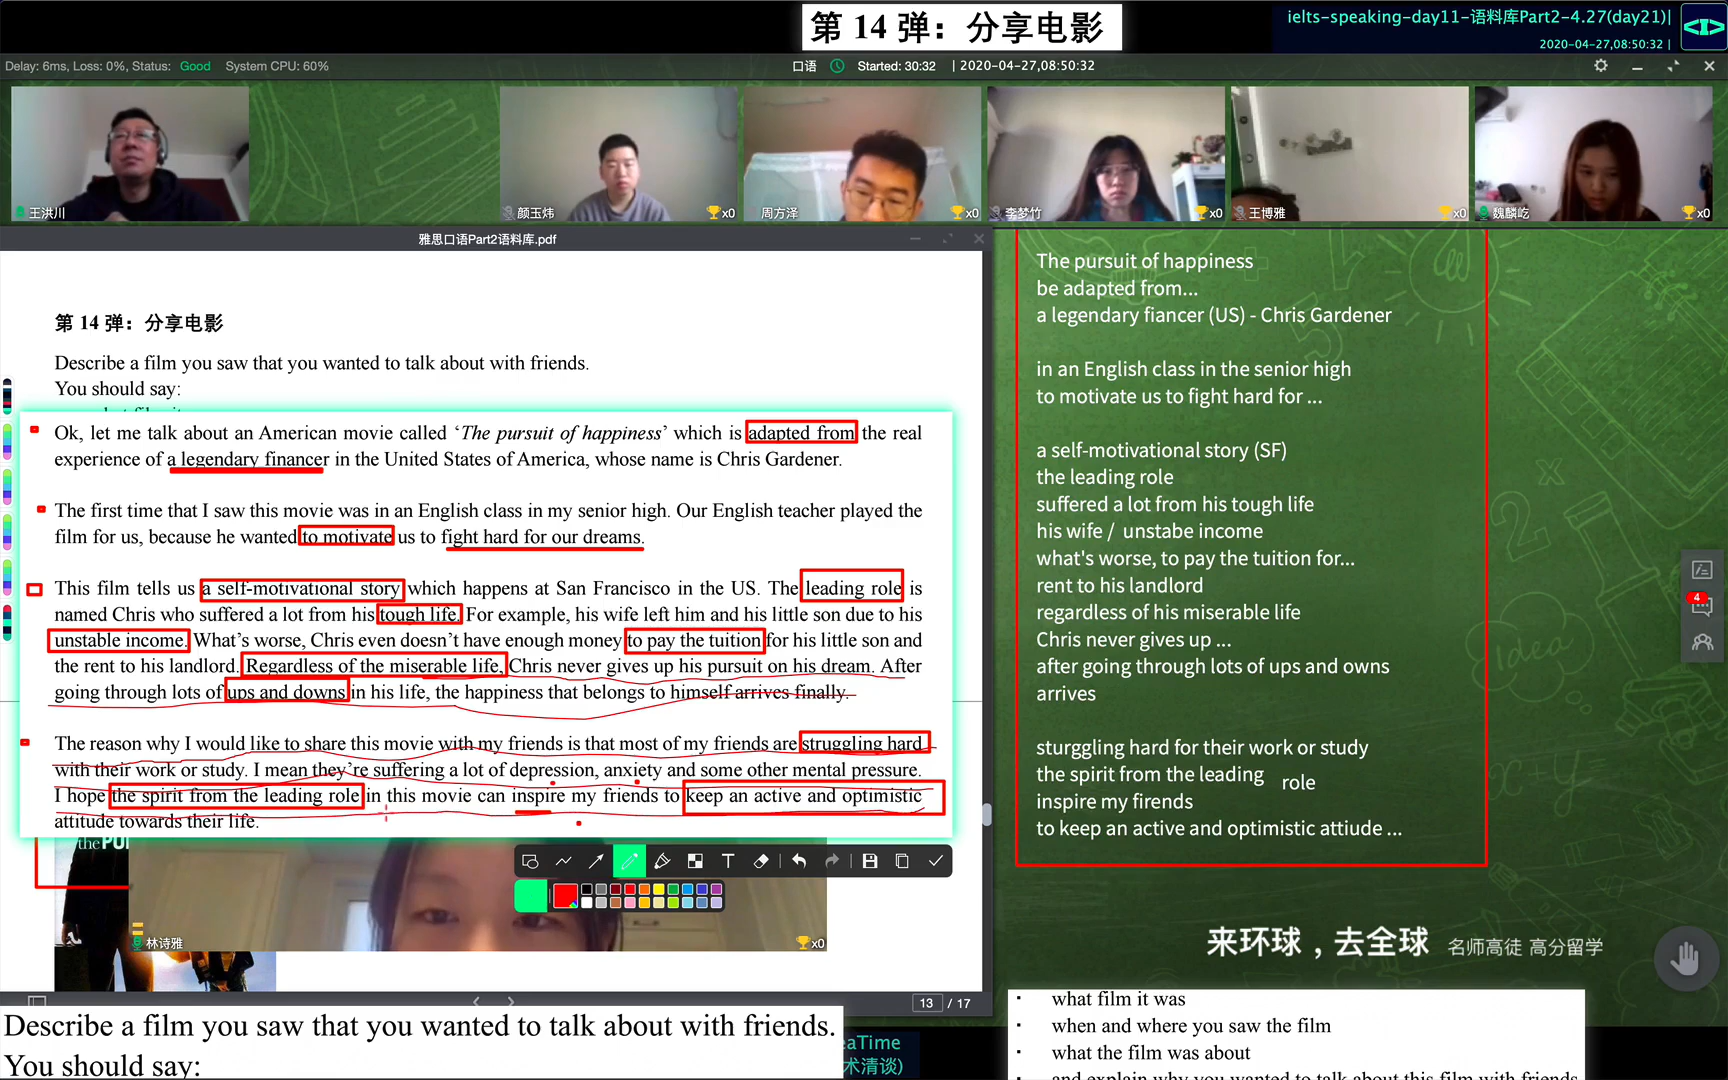 第 14 弹：分享电影
ielts-speaking-day11-语料库Part2-4.27(day21)|
2020-04-27,08:50:32 |
Delay: 6ms, Loss: 0%, Status: Good System CPU: 60%
口语 Started: 30:32 | 2020-04-27,08:50:32
王洪川
颜玉炜 x0
周方泽 x0
李梦竹 x0
王博雅 x0
魏麟屹 x0
雅思口语Part2语料库.pdf
第 14 弹：分享电影
Describe a film you saw that you wanted to talk about with friends.
You should say:
Ok, let me talk about an American movie called ‘The pursuit of happiness’ which is adapted from the real
experience of a legendary financer in the United States of America, whose name is Chris Gardener.
The first time that I saw this movie was in an English class in my senior high. Our English teacher played the
film for us, because he wanted to motivate us to fight hard for our dreams.
This film tells us a self-motivational story which happens at San Francisco in the US. The leading role is
named Chris who suffered a lot from his tough life. For example, his wife left him and his little son due to his
unstable income. What’s worse, Chris even doesn’t have enough money to pay the tuition for his little son and
the rent to his landlord. Regardless of the miserable life, Chris never gives up his pursuit on his dream. After
going through lots of ups and downs in his life, the happiness that belongs to himself arrives finally.
The reason why I would like to share this movie with my friends is that most of my friends are struggling hard
with their work or study. I mean they’re suffering a lot of depression, anxiety and some other mental pressure.
I hope the spirit from the leading role in this movie can inspire my friends to keep an active and optimistic
attitude towards their life.
the PU
林诗雅 x0
13 / 17
The pursuit of happiness
be adapted from...
a legendary fiancer (US) - Chris Gardener
in an English class in the senior high
to motivate us to fight hard for ...
a self-motivational story (SF)
the leading role
suffered a lot from his tough life
his wife / unstabe income
what's worse, to pay the tuition for...
rent to his landlord
regardless of his miserable life
Chris never gives up ...
after going through lots of ups and owns
arrives
sturggling hard for their work or study
the spirit from the leading role
inspire my firends
to keep an active and optimistic attiude ...
4
来环球，去全球 名师高徒 高分留学
Describe a film you saw that you wanted to talk about with friends.
You should say:
eaTime
术清谈)
· what film it was
· when and where you saw the film
· what the film was about
· and explain why you wanted to talk about this film with friends